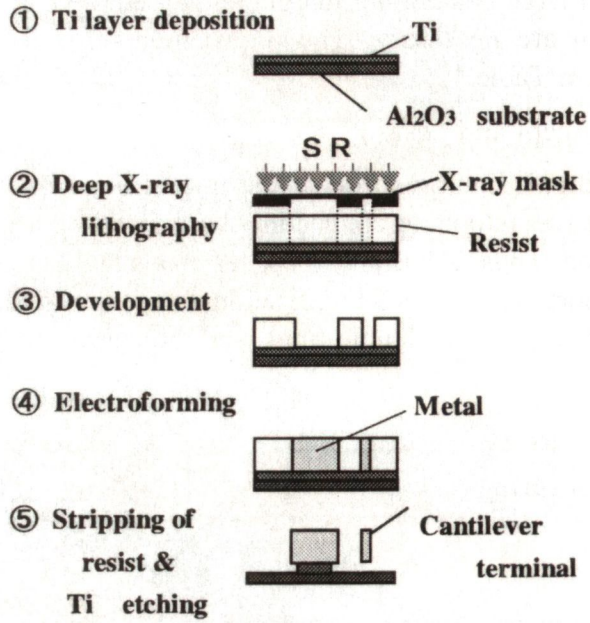 ① Ti layer deposition
Ti
Al2O3 substrate
SR
② Deep X-ray
lithography
X-ray mask
Resist
③ Development
④ Electroforming
Metal
⑤ Stripping of
resist &
Ti etching
Cantilever
terminal